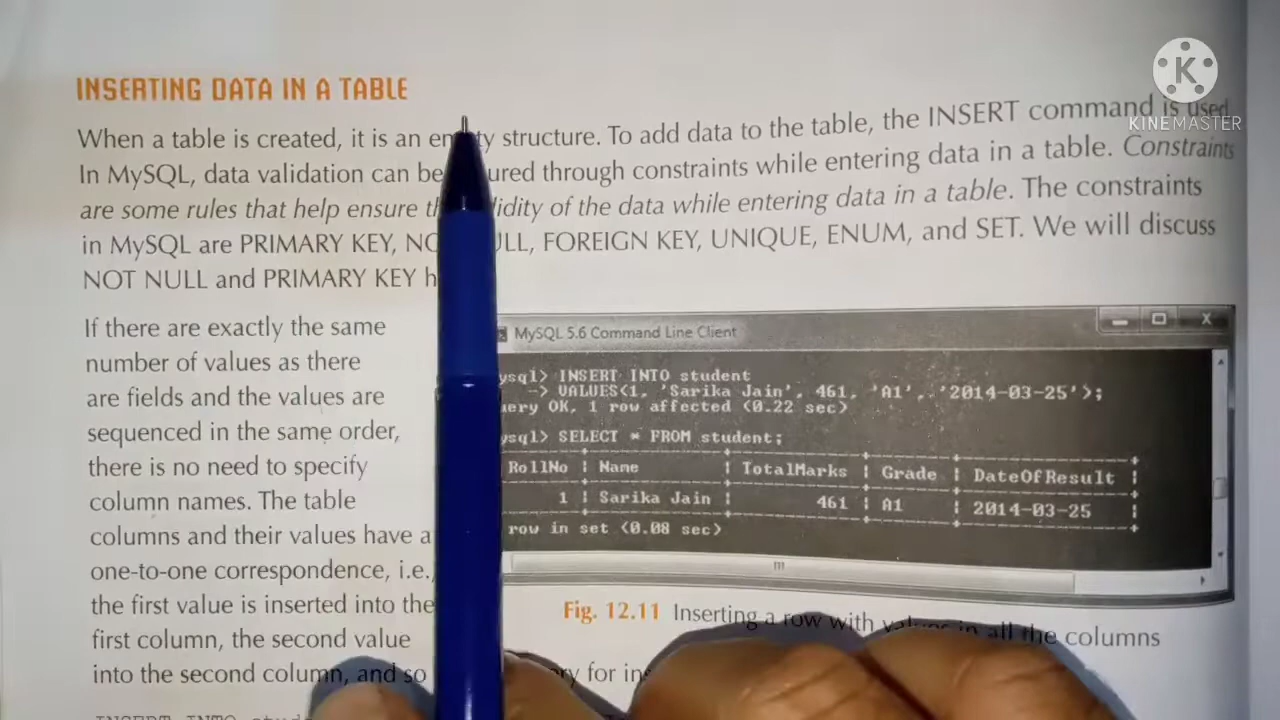 INSERTING DATA IN A TABLE
When a table is created, it is an structure. To add data to the table, the INSERT command is used.
In MySQL, data validation can be through constraints while entering data in a table. Constraints
are some rules that help ensure of the data while entering data in a table. The constraints
in MySQL are PRIMARY KEY, FOREIGN KEY, UNIQUE, ENUM, and SET. We will discuss
NOT NULL and PRIMARY KEY
If there are exactly the same
number of values as there
are fields and the values are
sequenced in the same order,
there is no need to specify
column names. The table
columns and their values have a
one-to-one correspondence, i.e.,
the first value is inserted into the
first column, the second value
into the second column, and so
MySQL 5.6 Command Line Client
INSERT INTO student
-> VALUES(1, 'Sarika Jain', 461, 'A1', '2014-03-25');
OK, 1 row affected (0.22 sec)
SELECT * FROM student;
RollNo | Name | TotalMarks | Grade | DateOfResult |
1 | Sarika Jain | 461 | A1 | 2014-03-25 |
row in set (0.08 sec)
Fig. 12.11 Inserting a row with values in all the columns
for
INSERT INTO
K
KINEMASTER